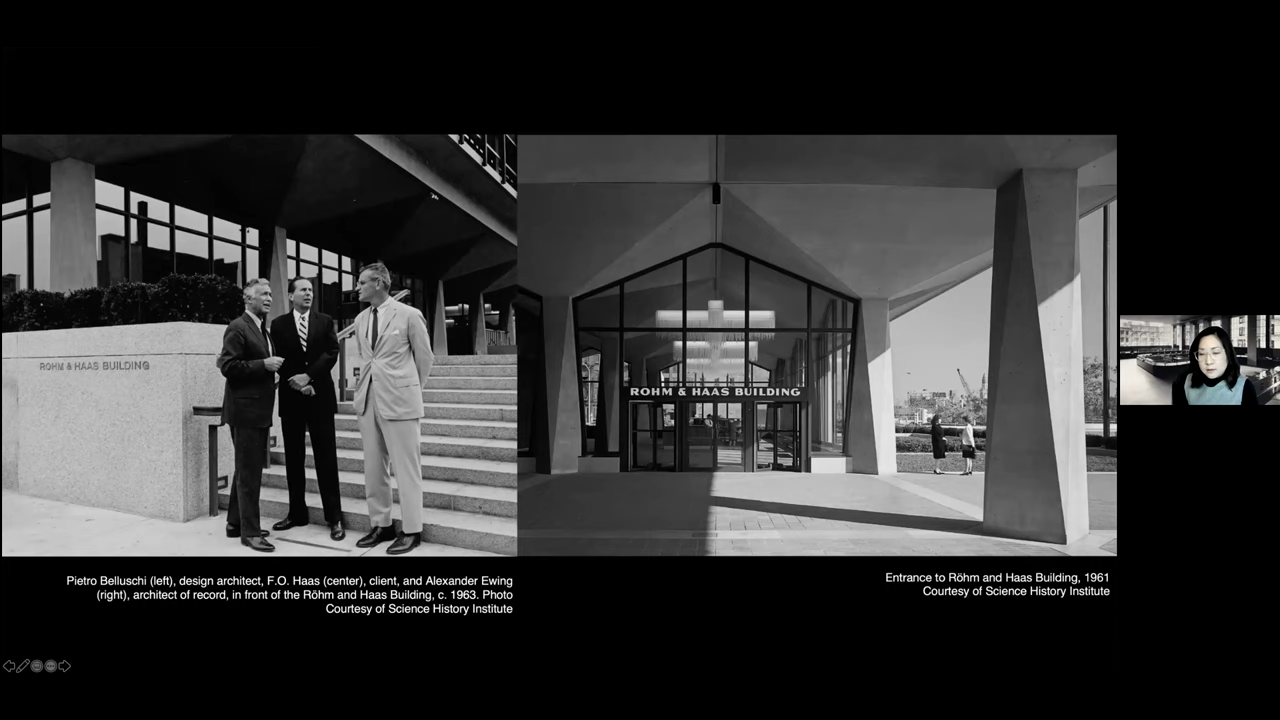 ROHM & HAAS BUILDING
ROHM & HAAS BUILDING
Pietro Belluschi (left), design architect, F.O. Haas (center), client, and Alexander Ewing
(right), architect of record, in front of the Röhm and Haas Building, c. 1963. Photo
Courtesy of Science History Institute
Entrance to Röhm and Haas Building, 1961
Courtesy of Science History Institute